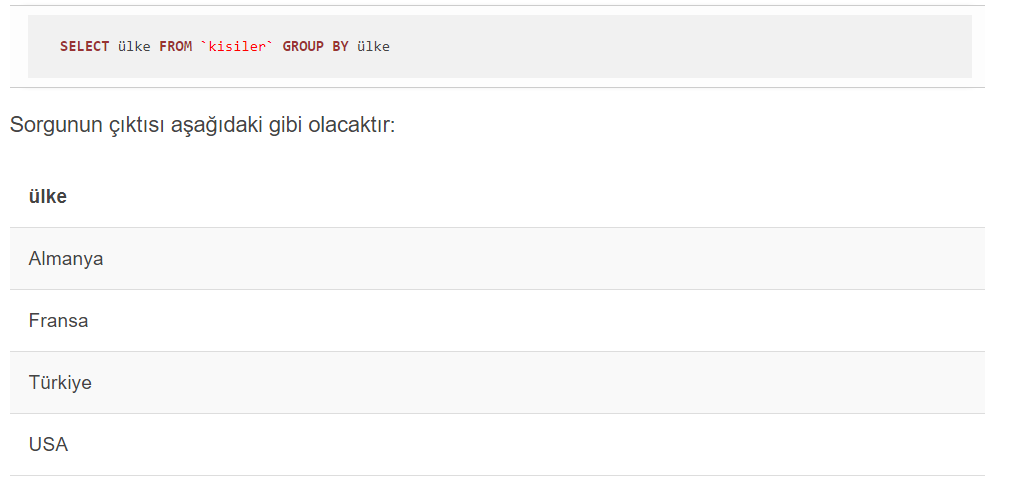 SELECT ülke FROM `kisiler` GROUP BY ülke
Sorgunun çıktısı aşağıdaki gibi olacaktır:
ülke
Almanya
Fransa
Türkiye
USA